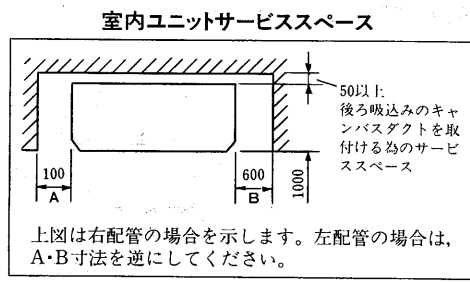 室内ユニットサービススペース
50以上
後ろ吸込みのキャ
ンバスダクトを取
付ける為のサービ
ススペース
100
A
600
B
1000
上図は右配管の場合を示します。左配管の場合は,
A・B寸法を逆にしてください。